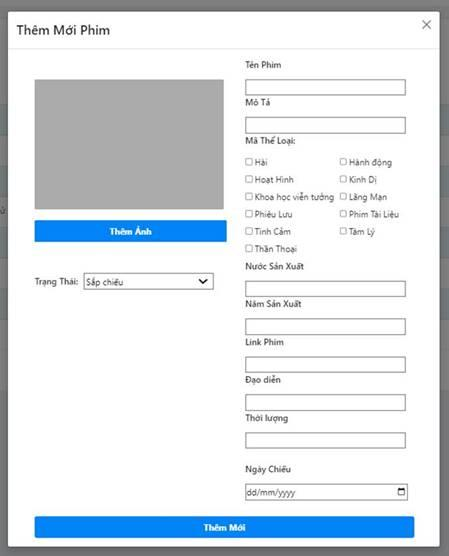 Thêm Mới Phim
×
Tên Phim
Mô Tả
Mã Thể Loại:
Hài
Hành động
Hoạt Hình
Kinh Dị
Khoa học viễn tưởng
Lãng Mạn
Phiêu Lưu
Phim Tài Liệu
Tình Cảm
Tâm Lý
Thần Thoại
Thêm Ảnh
Trạng Thái: Sắp chiếu
Nước Sản Xuất
Năm Sản Xuất
Link Phim
Đạo diễn
Thời lượng
Ngày Chiếu
dd/mm/yyyy
Thêm Mới